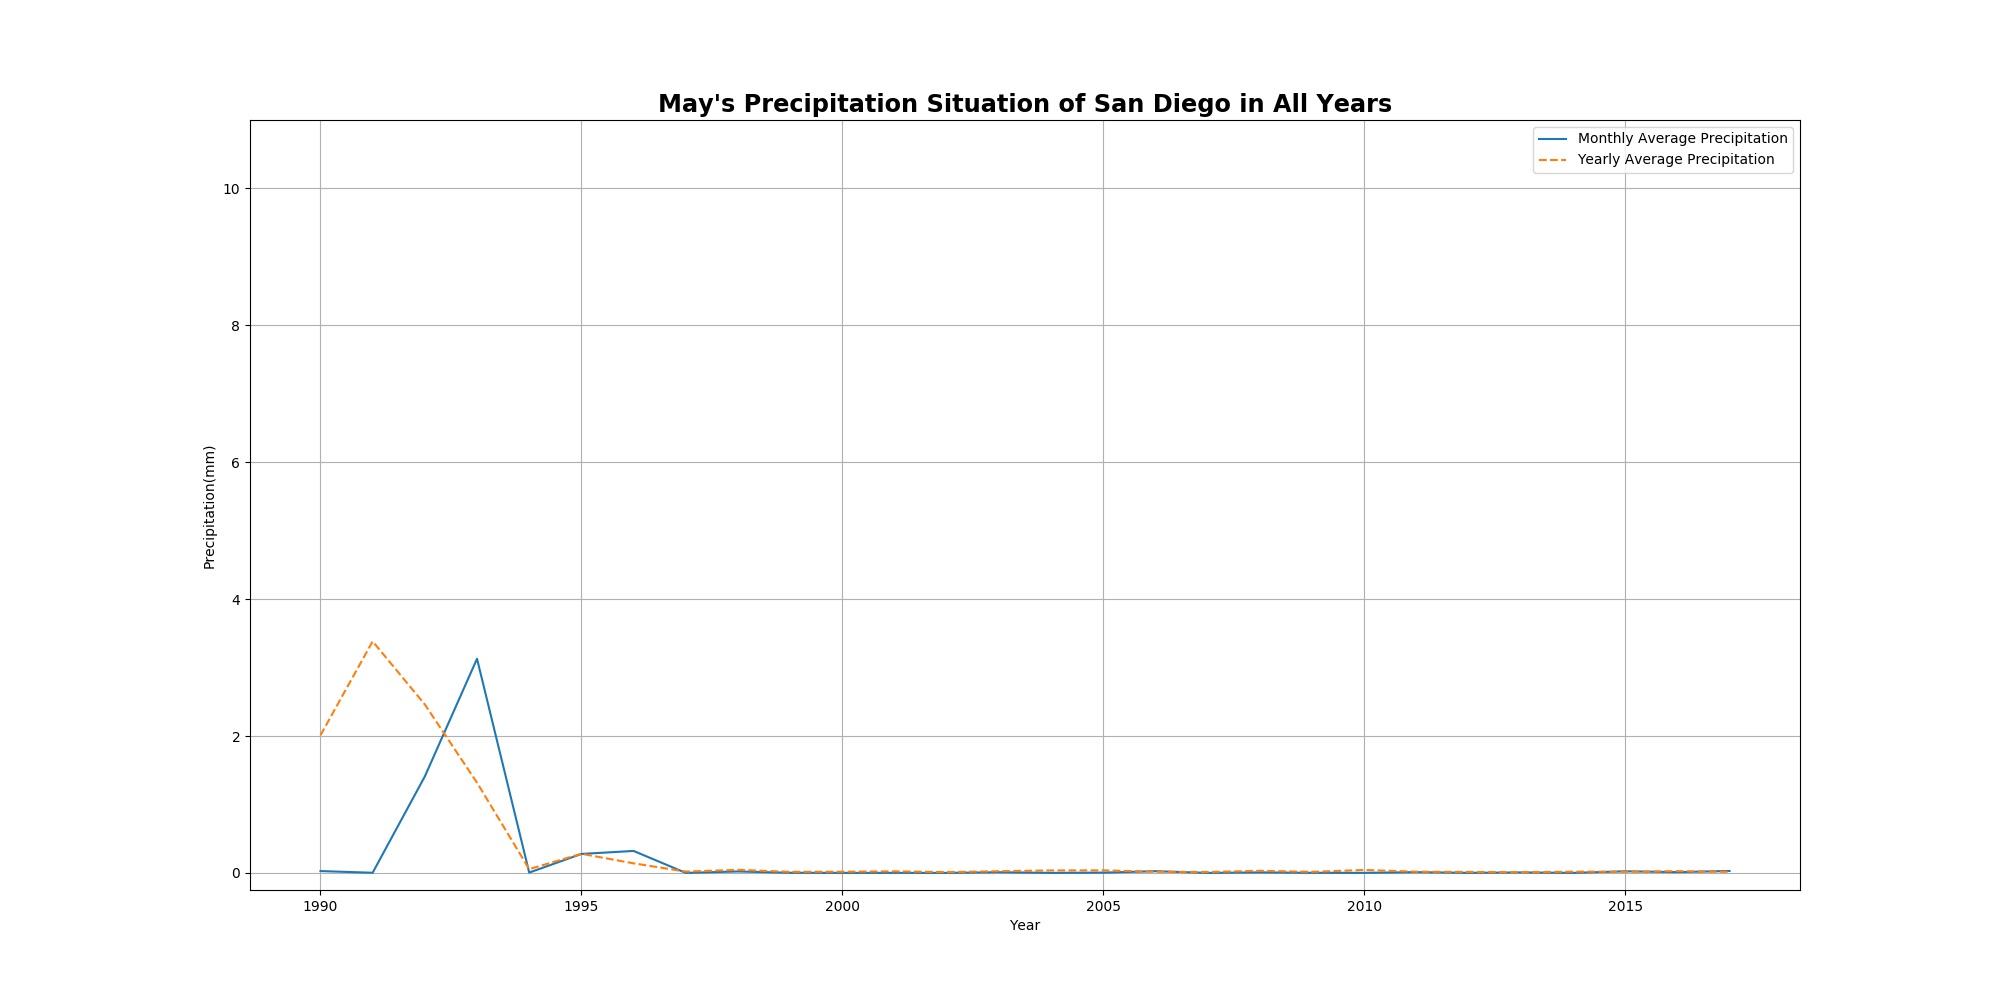 May's Precipitation Situation of San Diego in All Years
Monthly Average Precipitation
Yearly Average Precipitation
10
8
6
4
2
0
Precipitation(mm)
1990 1995 2000 2005 2010 2015
Year